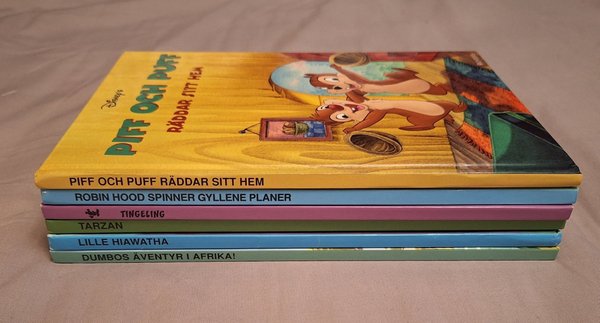 Disney's
PIFF OCH PUFF
RÄDDAR SITT HEM
PIFF OCH PUFF RÄDDAR SITT HEM
ROBIN HOOD SPINNER GYLLENE PLANER
TINGELING
TARZAN
LILLE HIAWATHA
DUMBOS ÄVENTYR I AFRIKA!